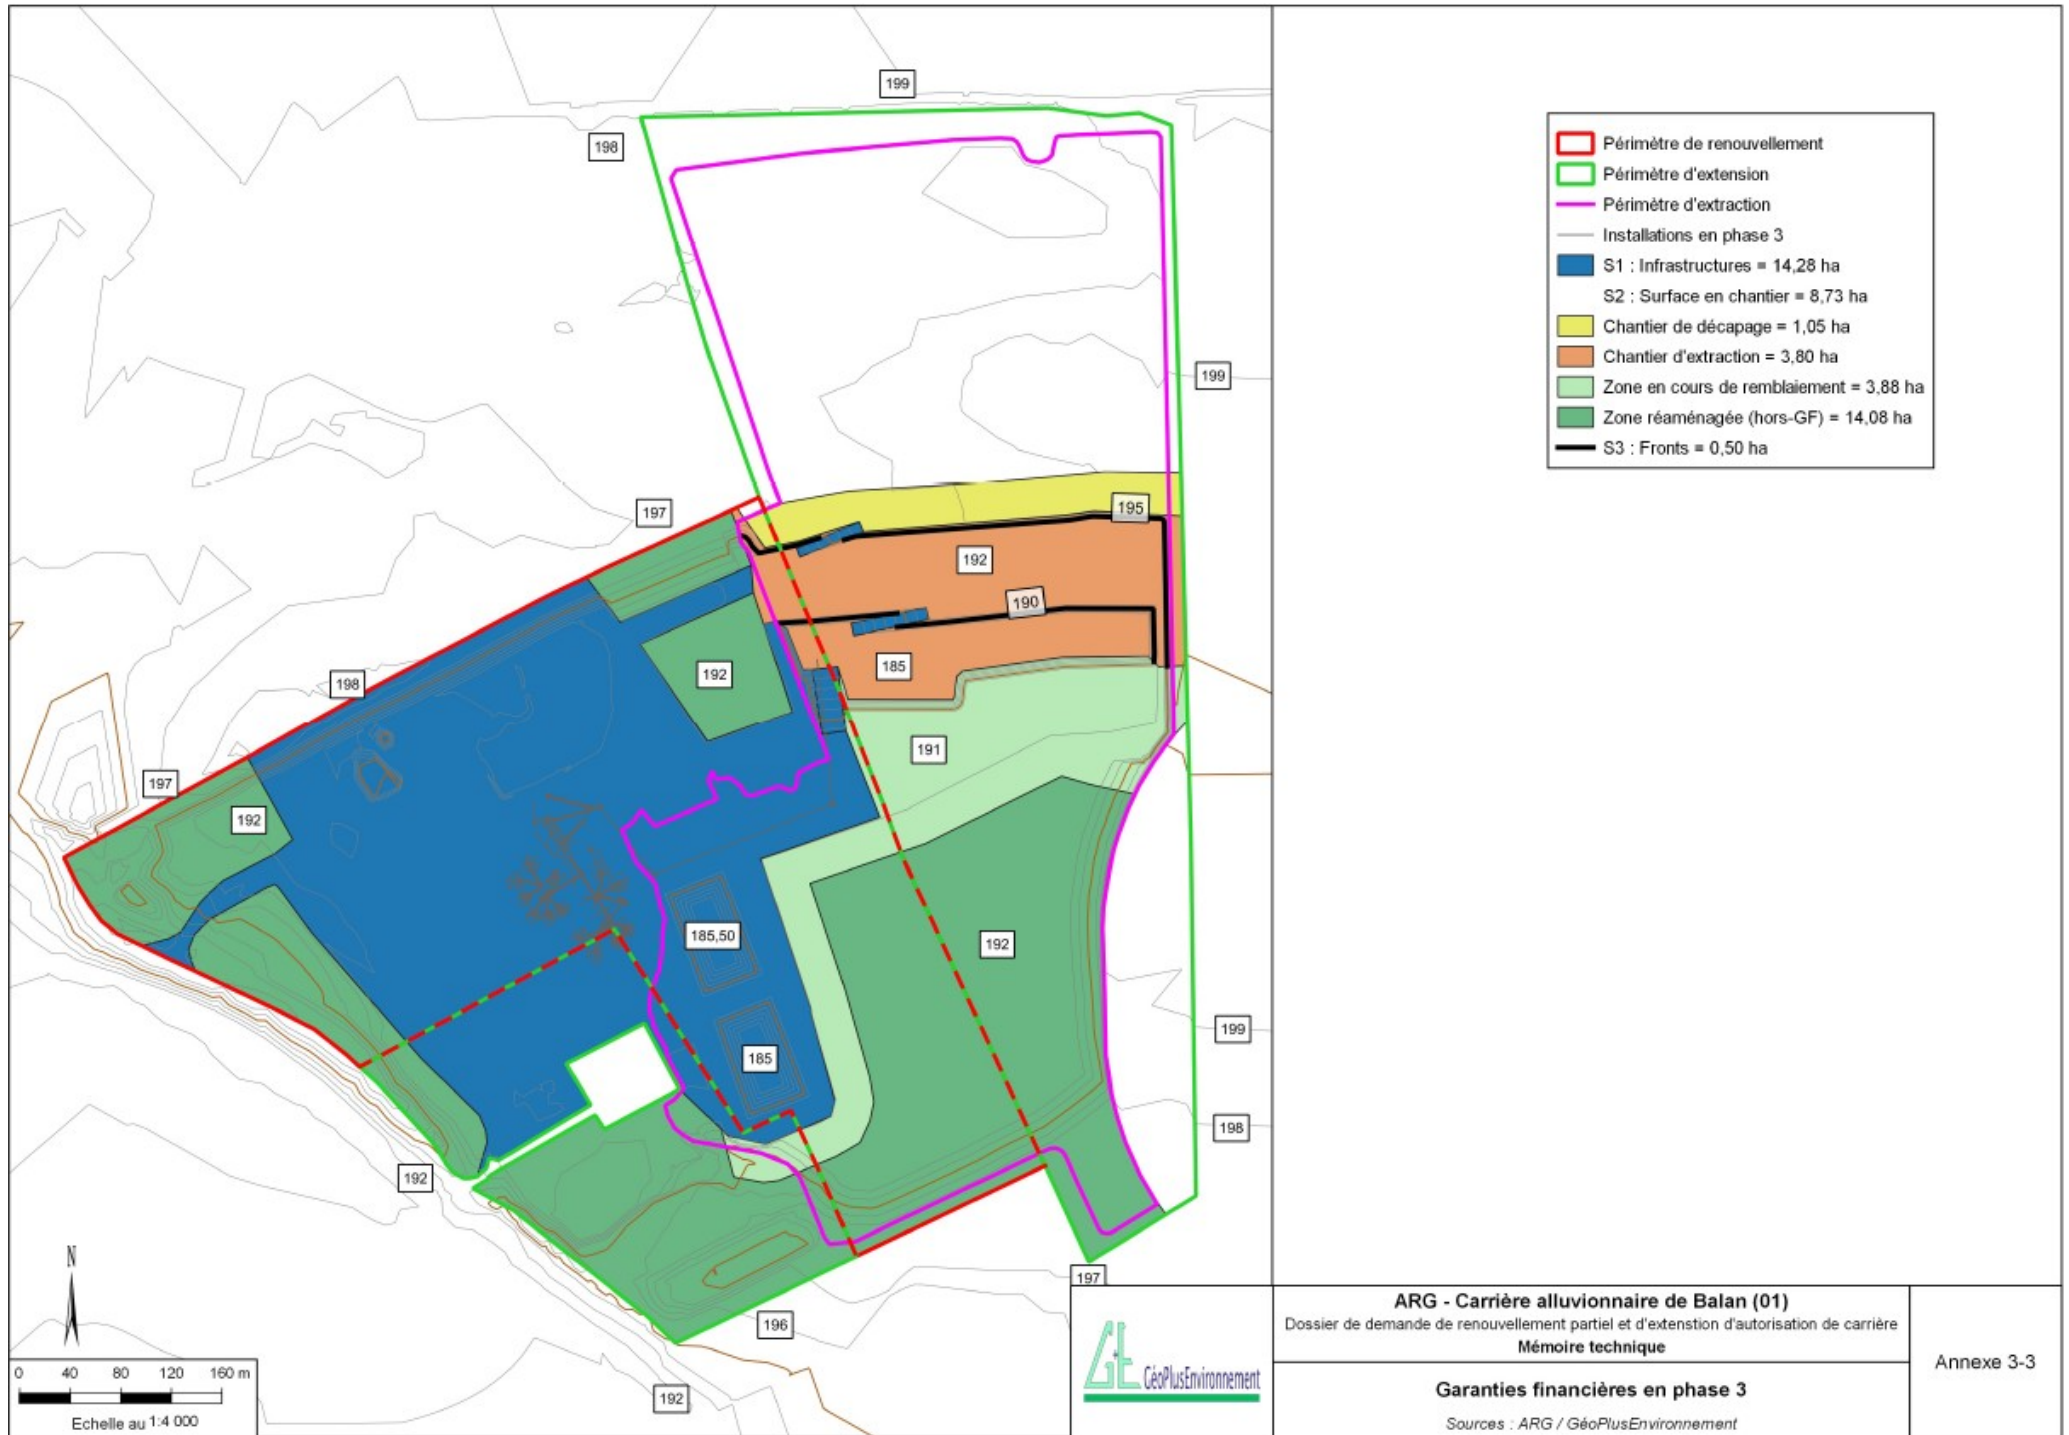 199
198
Périmètre de renouvellement
Périmètre d'extension
Périmètre d'extraction
Installations en phase 3
S1 : Infrastructures = 14,28 ha
S2 : Surface en chantier = 8,73 ha
Chantier de décapage = 1,05 ha
Chantier d'extraction = 3,80 ha
Zone en cours de remblaiement = 3,88 ha
Zone réaménagée (hors-GF) = 14,08 ha
S3 : Fronts = 0,50 ha
199
197
195
192
190
192
185
198
191
197
192
185,50
192
199
185
198
192
197
196
192
N
0 40 80 120 160 m
Echelle au 1:4 000
GéoPlusEnvironnement
ARG - Carrière alluvionnaire de Balan (01)
Dossier de demande de renouvellement partiel et d'extenstion d'autorisation de carrière
Mémoire technique
Garanties financières en phase 3
Sources : ARG / GéoPlusEnvironnement
Annexe 3-3